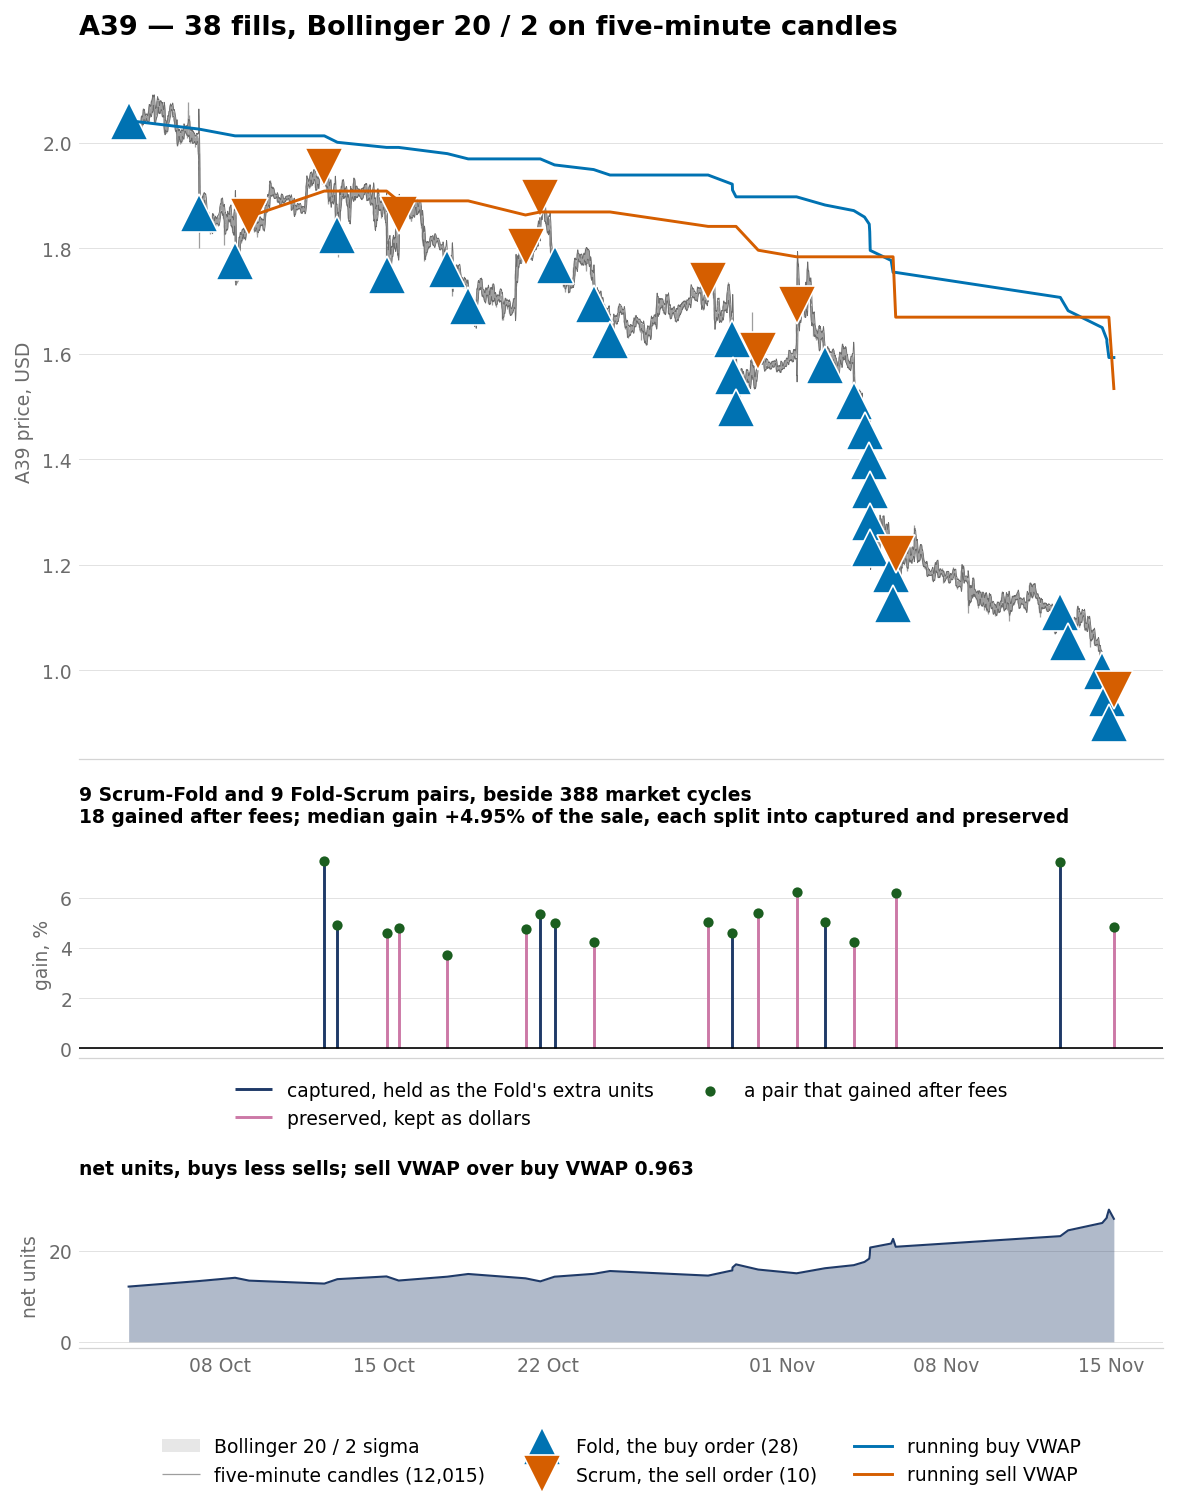 A39 — 38 fills, Bollinger 20 / 2 on five-minute candles
A39 price, USD
2.0
1.8
1.6
1.4
1.2
1.0
9 Scrum-Fold and 9 Fold-Scrum pairs, beside 388 market cycles
18 gained after fees; median gain +4.95% of the sale, each split into captured and preserved
gain, %
6
4
2
0
captured, held as the Fold's extra units
a pair that gained after fees
preserved, kept as dollars
net units, buys less sells; sell VWAP over buy VWAP 0.963
net units
20
0
08 Oct
15 Oct
22 Oct
01 Nov
08 Nov
15 Nov
Bollinger 20 / 2 sigma
Fold, the buy order (28)
running buy VWAP
five-minute candles (12,015)
Scrum, the sell order (10)
running sell VWAP